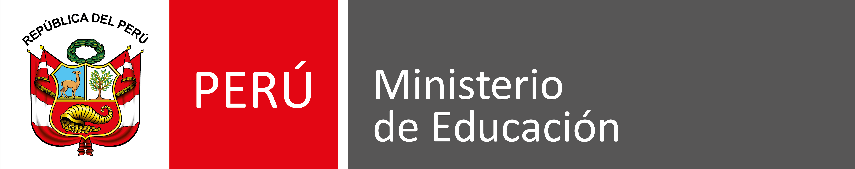 REPÚBLICA DEL PERÚ
PERÚ
Ministerio
de Educación